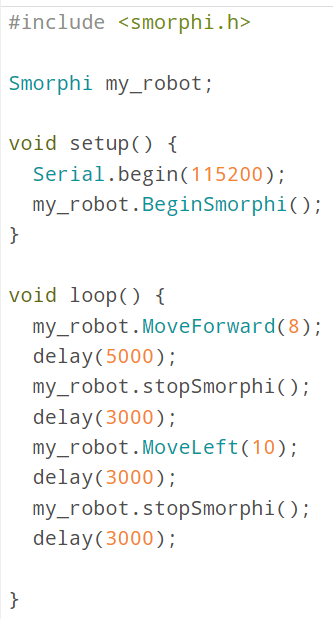 #include <smorphi.h>
Smorphi my_robot;
void setup() {
Serial.begin(115200);
my_robot.BeginSmorphi();
}
void loop() {
my_robot.MoveForward(8);
delay(5000);
my_robot.stopSmorphi();
delay(3000);
my_robot.MoveLeft(10);
delay(3000);
my_robot.stopSmorphi();
delay(3000);
}